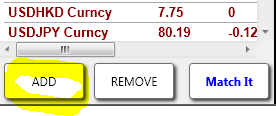 USDHKD Curncy 7.75 0
USDJPY Curncy 80.19 -0.12
ADD REMOVE Match It